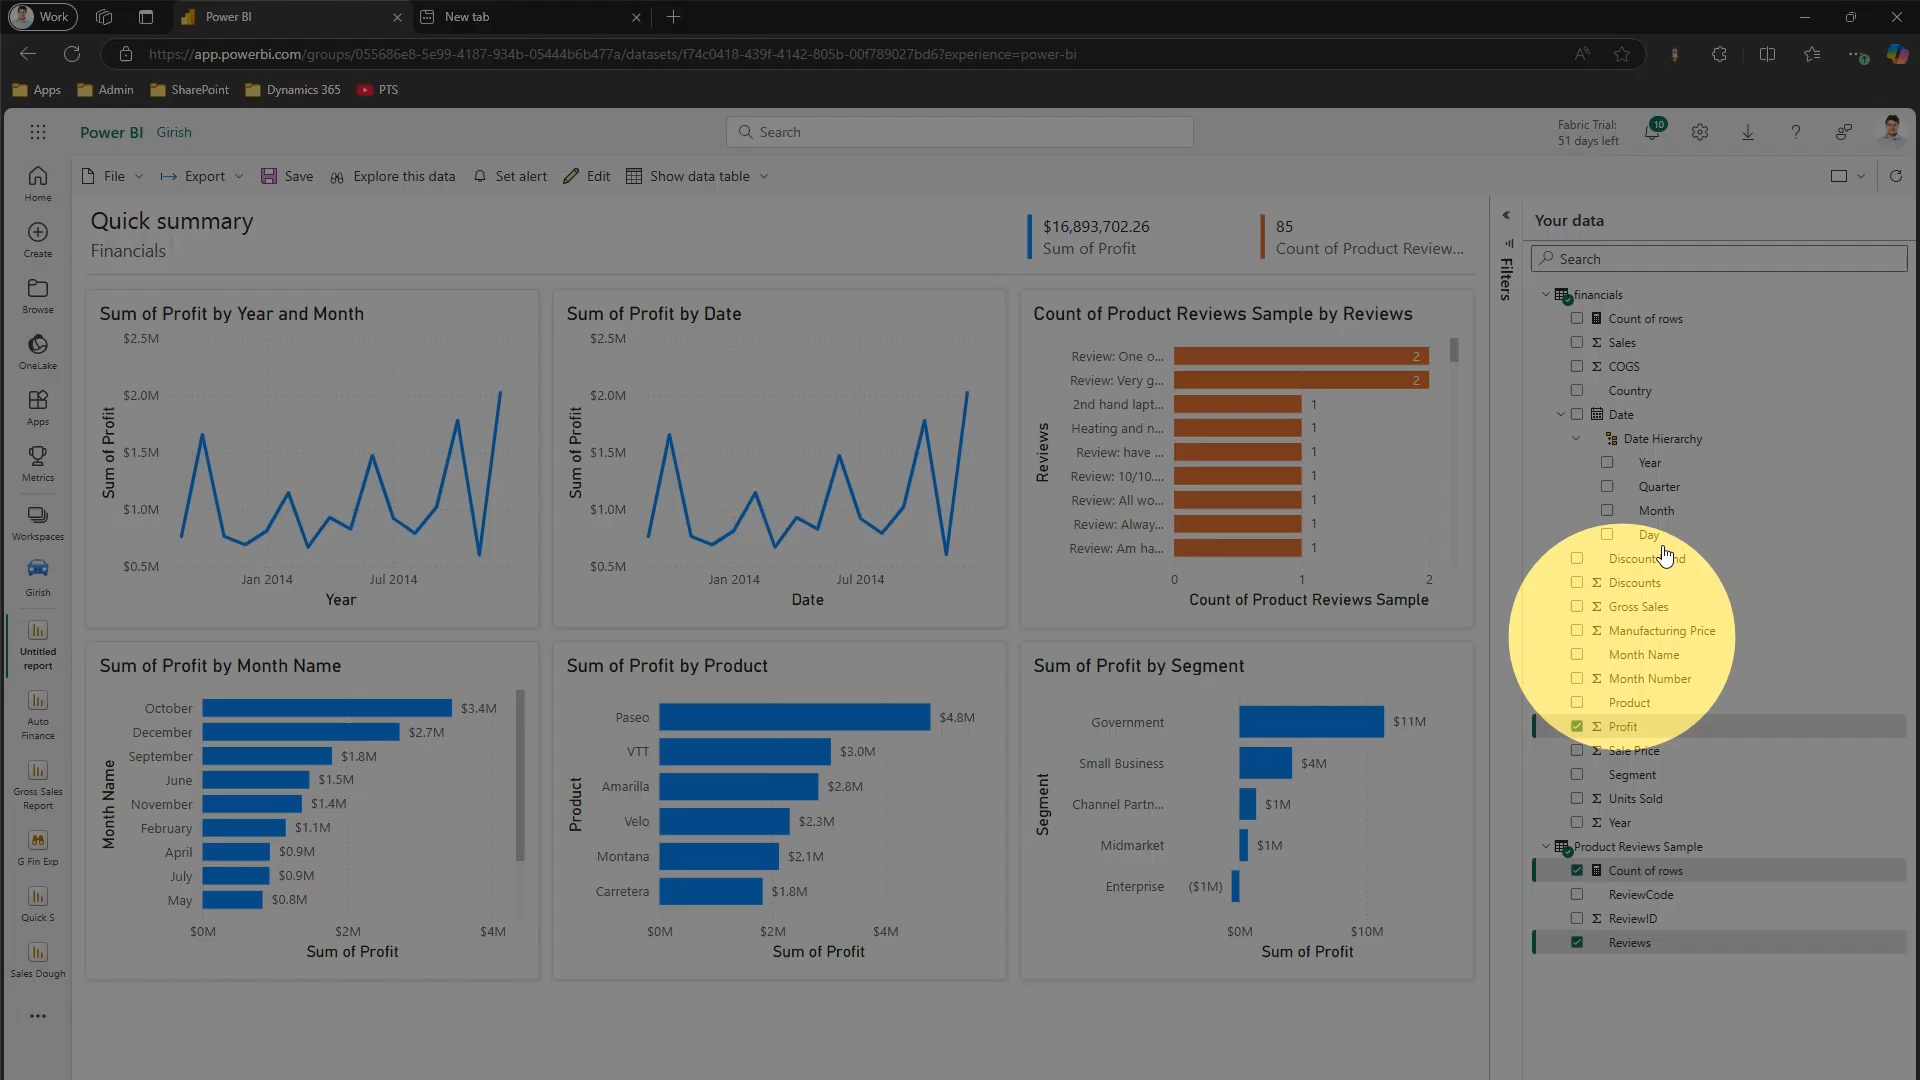 Work
Power BI
New tab
https://app.powerbi.com/groups/055686e8-5e99-4187-934b-05444b6b477a/datasets/f74c0418-439f-4142-805b-00f789027bd6?experience=power-bi
Apps
Admin
SharePoint
Dynamics 365
PTS
Power BI Girish
Search
Fabric Trial:
51 days left
10
File
Export
Save
Explore this data
Set alert
Edit
Show data table
Home
Create
Browse
OneLake
Apps
Metrics
Workspaces
Girish
Untitled
report
Auto
Finance
Gross Sales
Report
G Fin Exp
Quick S
Sales Dough
Quick summary
Financials
$16,893,702.26
Sum of Profit
85
Count of Product Review...
Sum of Profit by Year and Month
$2.5M
$2.0M
$1.5M
$1.0M
$0.5M
Sum of Profit
Jan 2014
Jul 2014
Year
Sum of Profit by Date
$2.5M
$2.0M
$1.5M
$1.0M
$0.5M
Sum of Profit
Jan 2014
Jul 2014
Date
Count of Product Reviews Sample by Reviews
Reviews
Review: One o... 2
Review: Very g... 2
2nd hand lapt... 1
Heating and n... 1
Review: have ... 1
Review: 10/10.... 1
Review: All wo... 1
Review: Alway... 1
Review: Am ha... 1
0 1 2
Count of Product Reviews Sample
Sum of Profit by Month Name
Month Name
October $3.4M
December $2.7M
September $1.8M
June $1.5M
November $1.4M
February $1.1M
April $0.9M
July $0.9M
May $0.8M
$0M $2M $4M
Sum of Profit
Sum of Profit by Product
Product
Paseo $4.8M
VTT $3.0M
Amarilla $2.8M
Velo $2.3M
Montana $2.1M
Carretera $1.8M
$0M $2M $4M
Sum of Profit
Sum of Profit by Segment
Segment
Government $11M
Small Business $4M
Channel Partn... $1M
Midmarket $1M
Enterprise ($1M)
$0M $10M
Sum of Profit
Filters
Your data
Search
financials
Count of rows
Sales
COGS
Country
Date
Date Hierarchy
Year
Quarter
Month
Day
Discount nd
Discounts
Gross Sales
Manufacturing Price
Month Name
Month Number
Product
Profit
Sale Price
Segment
Units Sold
Year
Product Reviews Sample
Count of rows
ReviewCode
ReviewID
Reviews